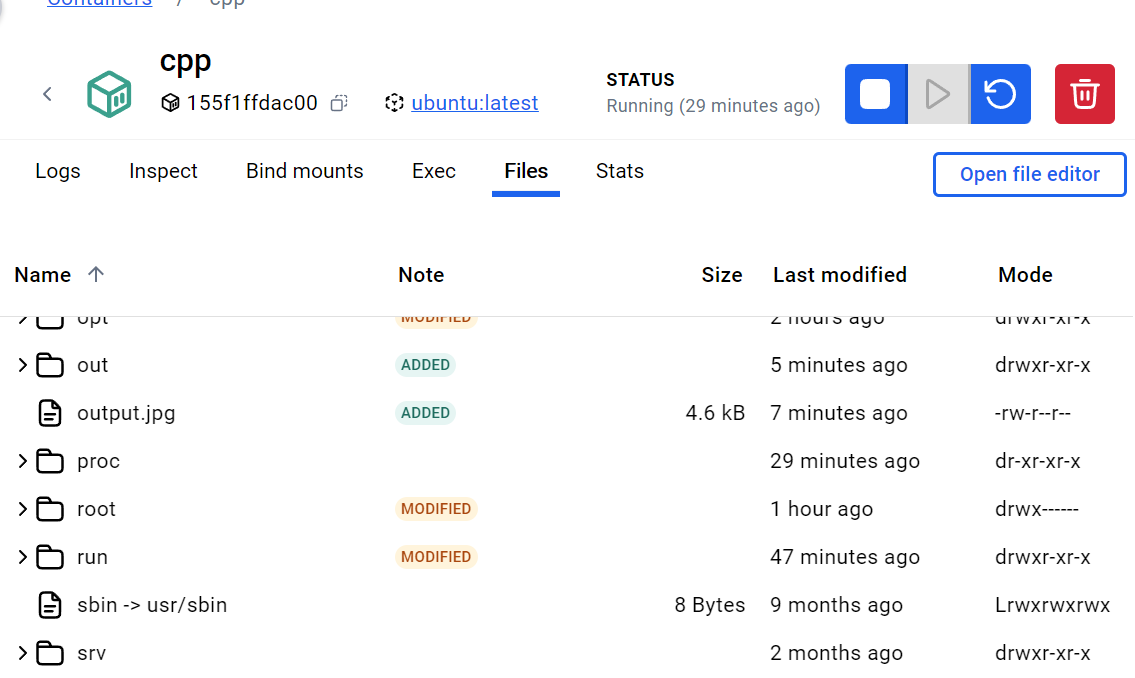 Containers / cpp
cpp
155f1ffdac00 ubuntu:latest
STATUS
Running (29 minutes ago)
Logs Inspect Bind mounts Exec Files Stats Open file editor
Name Note Size Last modified Mode
opt MODIFIED 2 hours ago drwxr-xr-x
out ADDED 5 minutes ago drwxr-xr-x
output.jpg ADDED 4.6 kB 7 minutes ago -rw-r--r--
proc 29 minutes ago dr-xr-xr-x
root MODIFIED 1 hour ago drwx------
run MODIFIED 47 minutes ago drwxr-xr-x
sbin -> usr/sbin 8 Bytes 9 months ago Lrwxrwxrwx
srv 2 months ago drwxr-xr-x